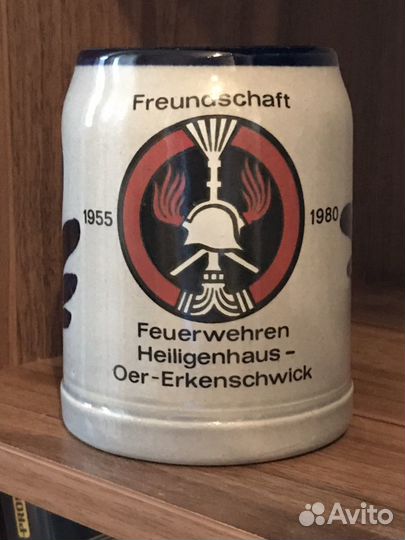 Freundschaft
1955
1980
Feuerwehren
Heiligenhaus -
Oer-Erkenschwick
Avito